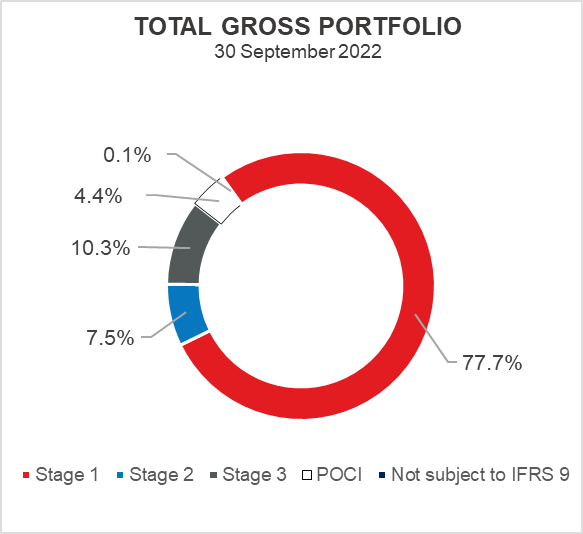 TOTAL GROSS PORTFOLIO
30 September 2022
0.1%
4.4%
10.3%
7.5%
77.7%
Stage 1 Stage 2 Stage 3 POCI Not subject to IFRS 9